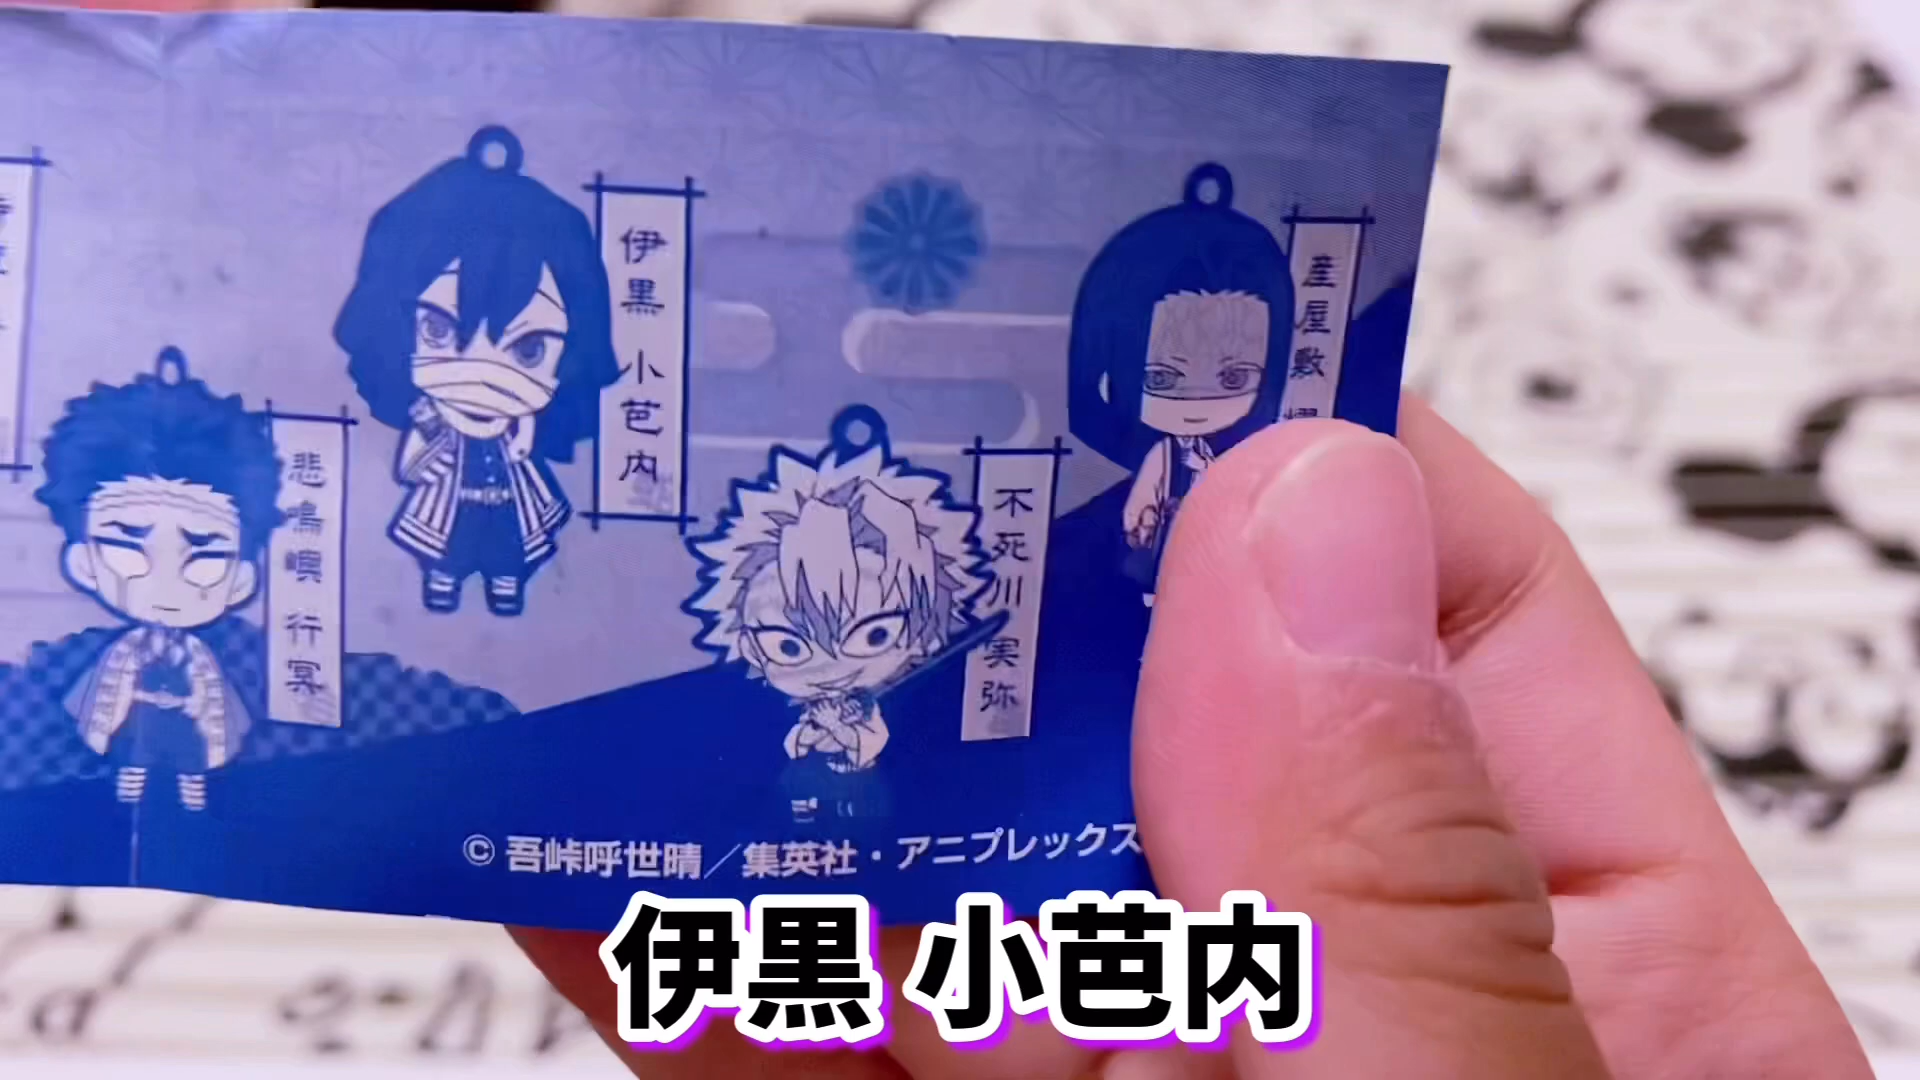 伊黒 小芭内
産屋敷
悲鳴嶼 行冥
不死川 実弥
© 吾峠呼世晴／集英社・アニプレックス
伊黒 小芭内